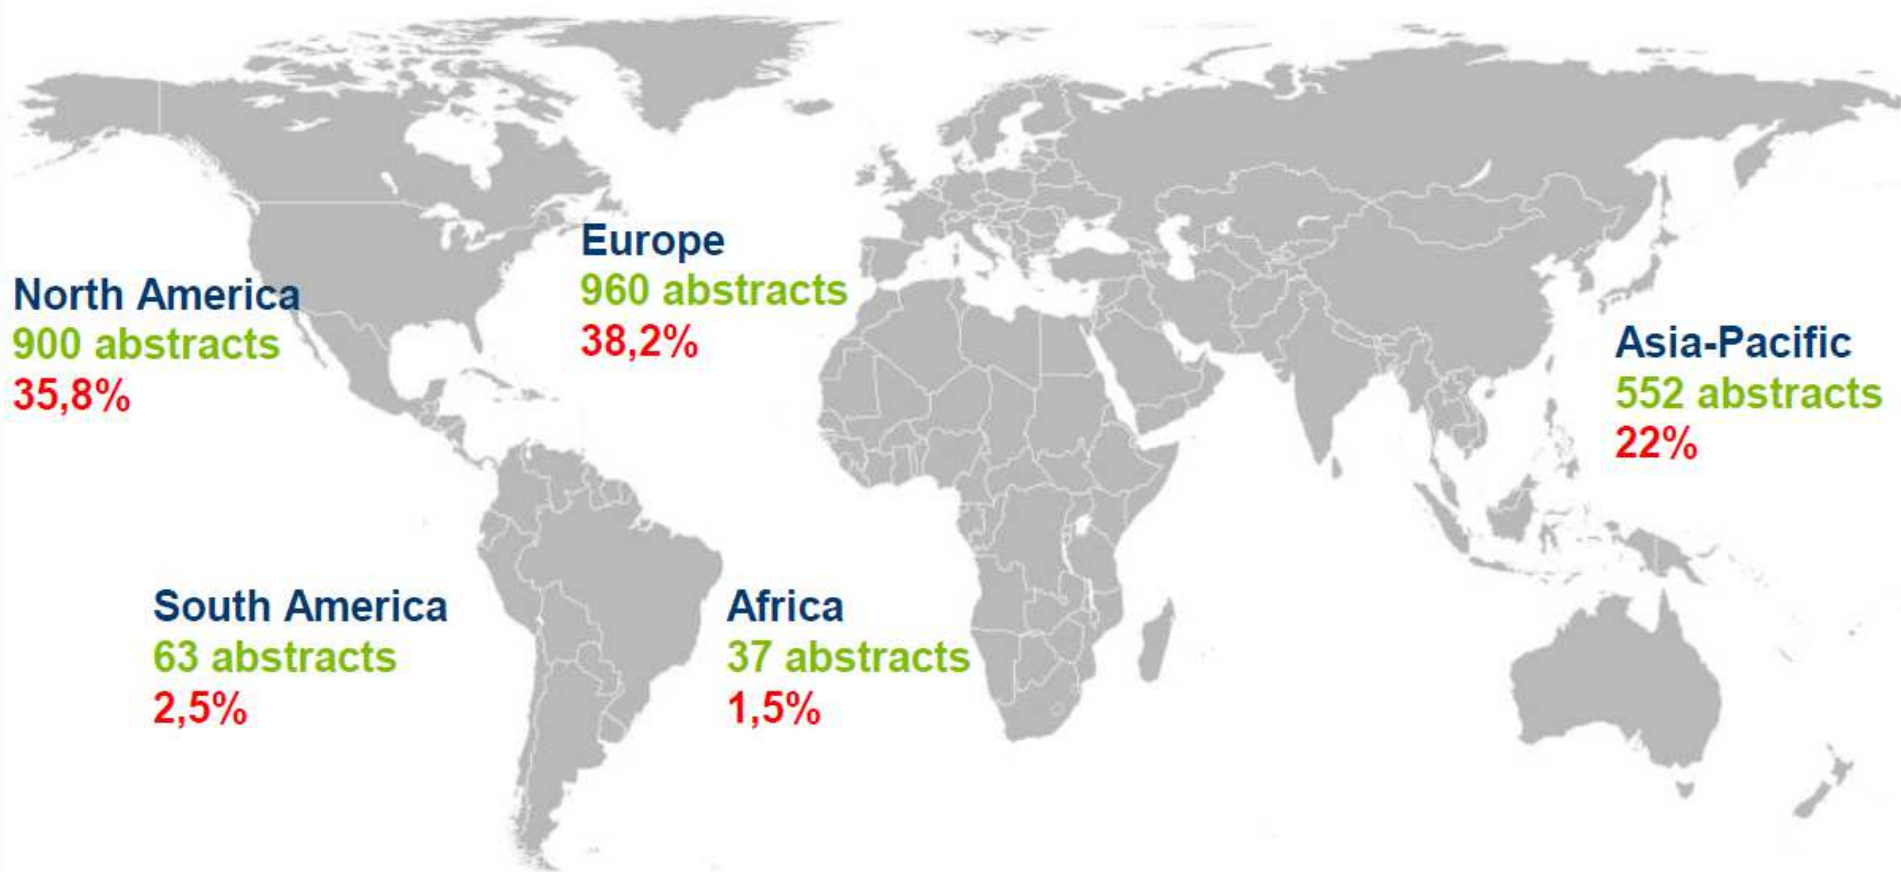 Europe
960 abstracts
38,2%
North America
900 abstracts
35,8%
Asia-Pacific
552 abstracts
22%
South America
63 abstracts
2,5%
Africa
37 abstracts
1,5%